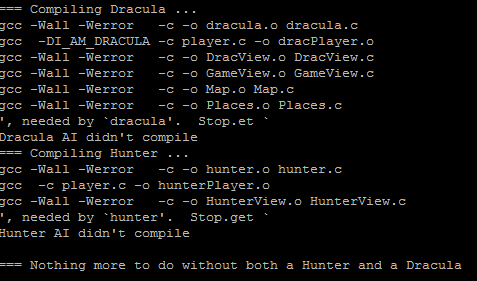 === Compiling Dracula ...
gcc -Wall -Werror   -c -o dracula.o dracula.c
gcc  -DI_AM_DRACULA -c player.c -o dracPlayer.o
gcc -Wall -Werror   -c -o DracView.o DracView.c
gcc -Wall -Werror   -c -o GameView.o GameView.c
gcc -Wall -Werror   -c -o Map.o Map.c
gcc -Wall -Werror   -c -o Places.o Places.c
', needed by `dracula'.  Stop.et `
Dracula AI didn't compile
=== Compiling Hunter ...
gcc -Wall -Werror   -c -o hunter.o hunter.c
gcc  -c player.c -o hunterPlayer.o
gcc -Wall -Werror   -c -o HunterView.o HunterView.c
', needed by `hunter'.  Stop.get `
Hunter AI didn't compile
=== Nothing more to do without both a Hunter and a Dracula